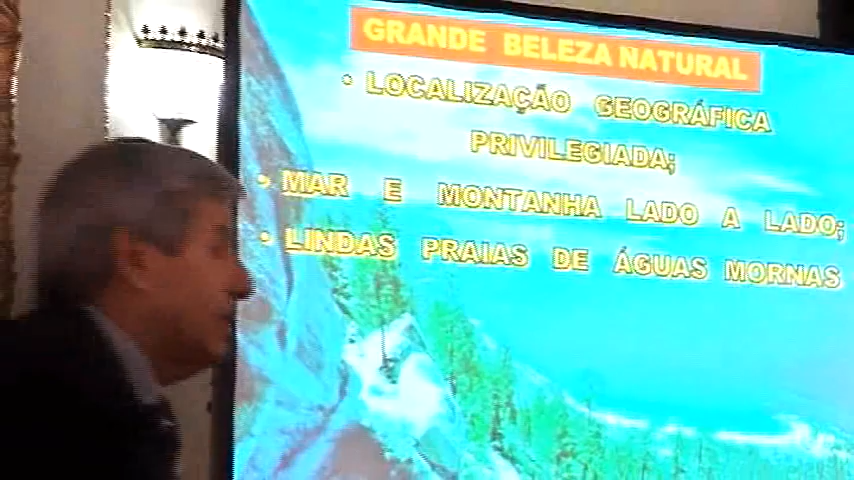 GRANDE BELEZA NATURAL
• LOCALIZAÇÃO GEOGRÁFICA
PRIVILEGIADA;
• MAR E MONTANHA LADO A LADO;
• LINDAS PRAIAS DE ÁGUAS MORNAS